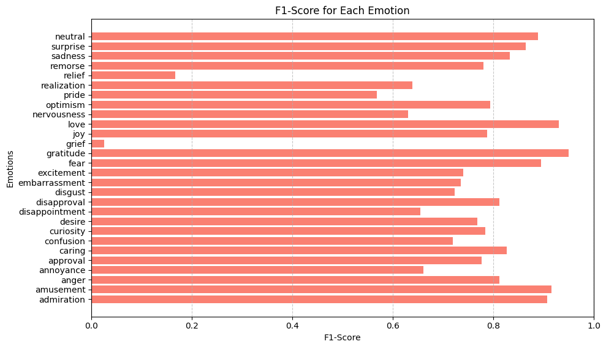 F1-Score for Each Emotion
neutral
surprise
sadness
remorse
relief
realization
pride
optimism
nervousness
love
joy
grief
gratitude
fear
excitement
embarrassment
disgust
disapproval
disappointment
desire
curiosity
confusion
caring
approval
annoyance
anger
amusement
admiration
Emotions
0.0 0.2 0.4 0.6 0.8 1.0
F1-Score